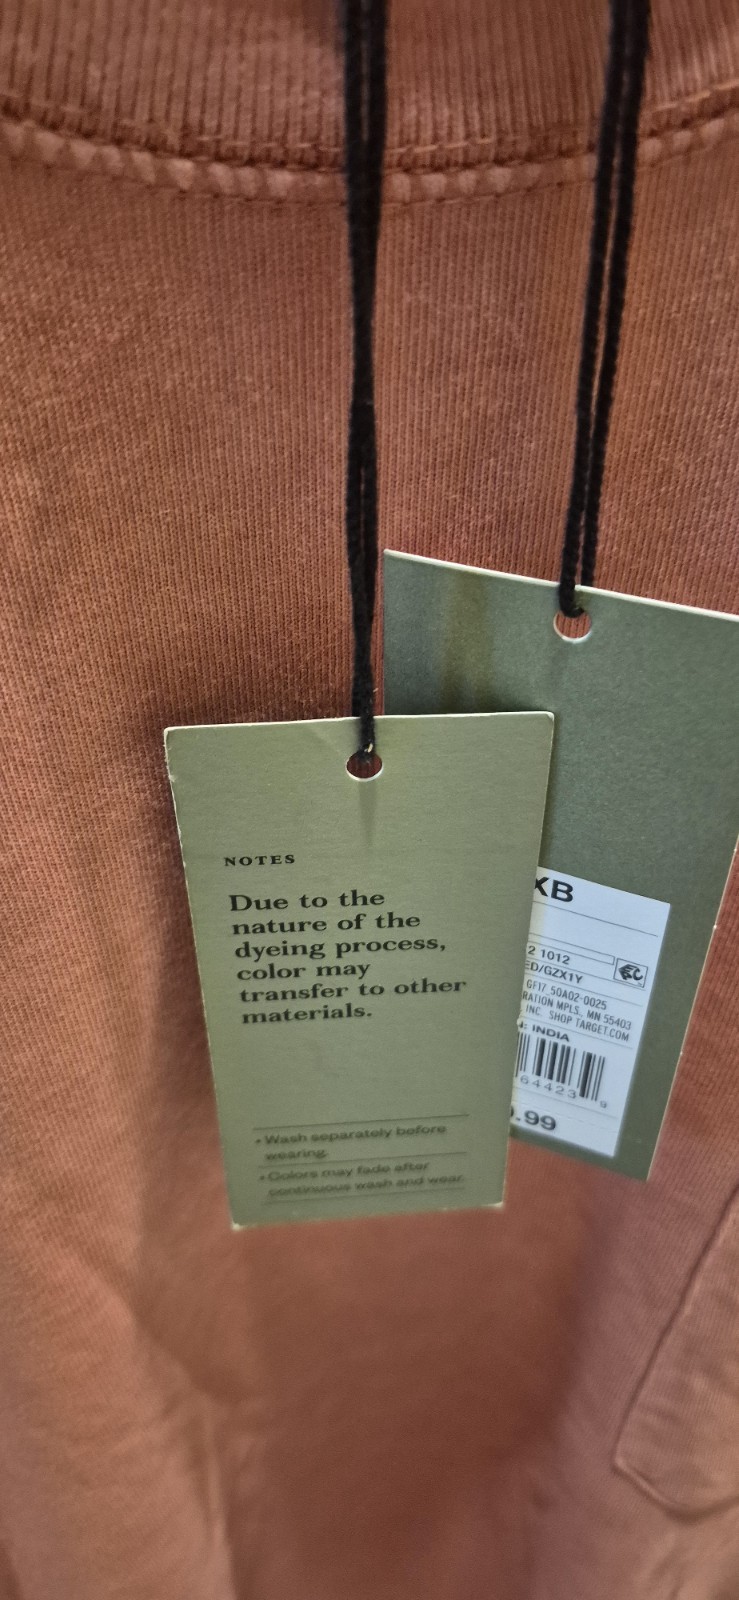 NOTES
Due to the
nature of the
dyeing process,
color may
transfer to other
materials.
• Wash separately before
wearing.
• Colors may fade after
continuous wash and wear.
XB
2 1012
ED/GZX1Y
GF17_50A02-0025
RATION MPLS., MN 55403
, INC. SHOP TARGET.COM
N: INDIA
64423 9
.99